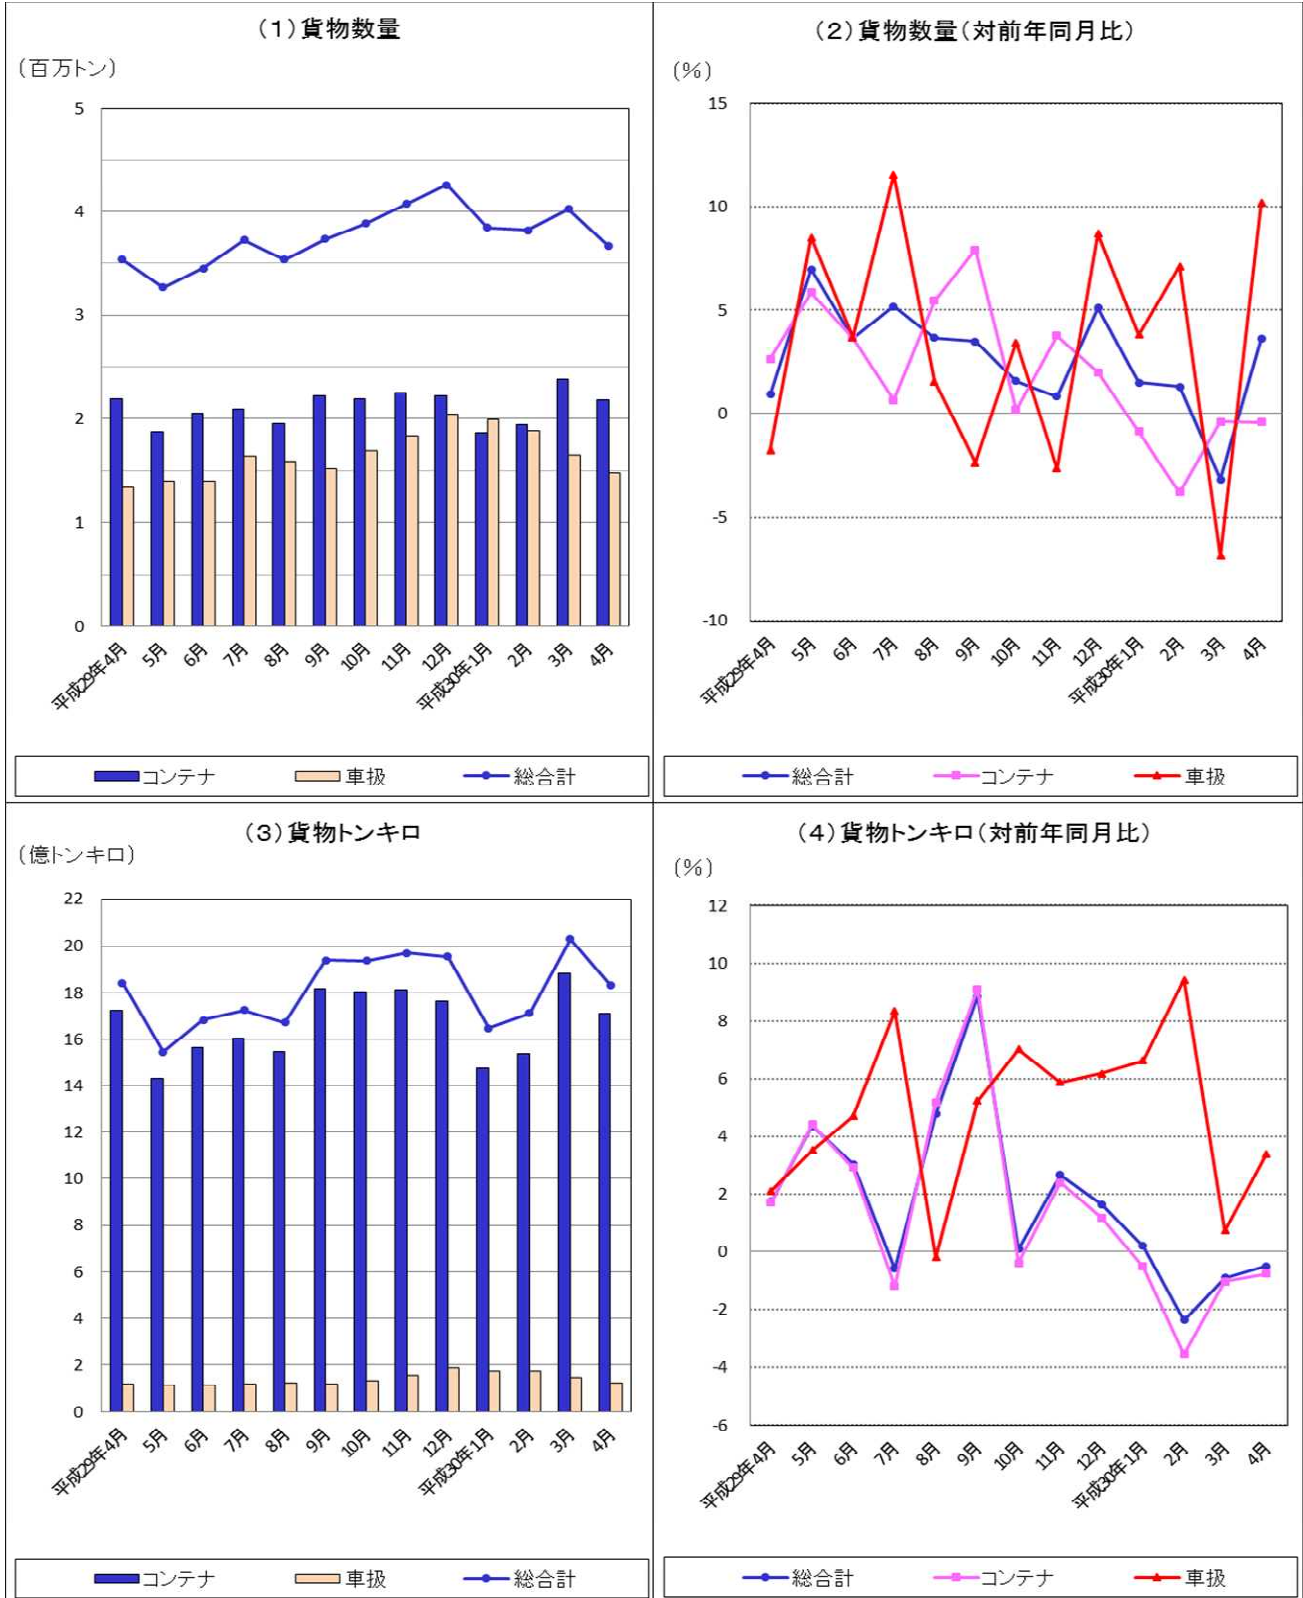 （１）貨物数量
（百万トン）
5
4
3
2
1
0
平成29年4月
5月
6月
7月
8月
9月
10月
11月
12月
平成30年1月
2月
3月
4月
コンテナ 車扱 総合計
（２）貨物数量（対前年同月比）
（％）
15
10
5
0
-5
-10
平成29年4月
5月
6月
7月
8月
9月
10月
11月
12月
平成30年1月
2月
3月
4月
総合計 コンテナ 車扱
（３）貨物トンキロ
（億トンキロ）
22
20
18
16
14
12
10
8
6
4
2
0
平成29年4月
5月
6月
7月
8月
9月
10月
11月
12月
平成30年1月
2月
3月
4月
コンテナ 車扱 総合計
（４）貨物トンキロ（対前年同月比）
（％）
12
10
8
6
4
2
0
-2
-4
-6
平成29年4月
5月
6月
7月
8月
9月
10月
11月
12月
平成30年1月
2月
3月
4月
総合計 コンテナ 車扱